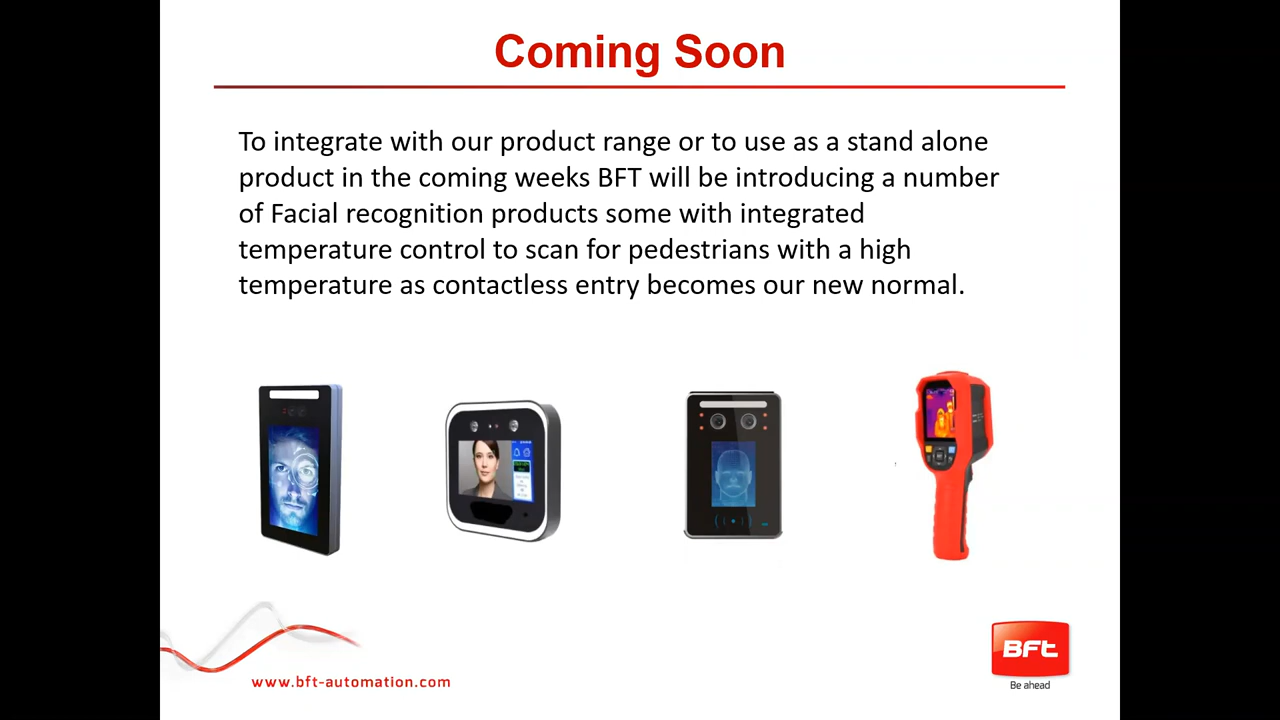 Coming Soon
To integrate with our product range or to use as a stand alone
product in the coming weeks BFT will be introducing a number
of Facial recognition products some with integrated
temperature control to scan for pedestrians with a high
temperature as contactless entry becomes our new normal.
www.bft-automation.com
BFt
Be ahead